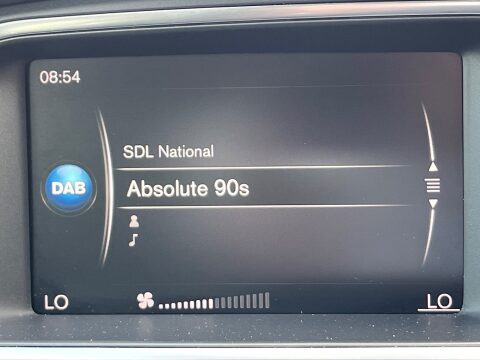 08:54
SDL National
DAB
Absolute 90s
LO
LO